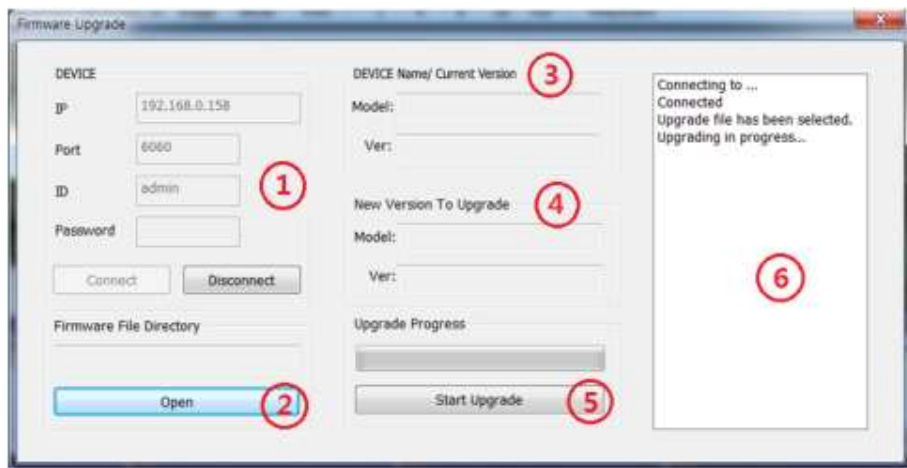 Firmware Upgrade
DEVICE
IP 192.168.0.158
Port 6060
ID admin
Password
Connect Disconnect
1
Firmware File Directory
Open 2
DEVICE Name/ Current Version 3
Model:
Ver:
New Version To Upgrade 4
Model:
Ver:
Upgrade Progress
Start Upgrade 5
Connecting to ...
Connected
Upgrade file has been selected.
Upgrading in progress...
6